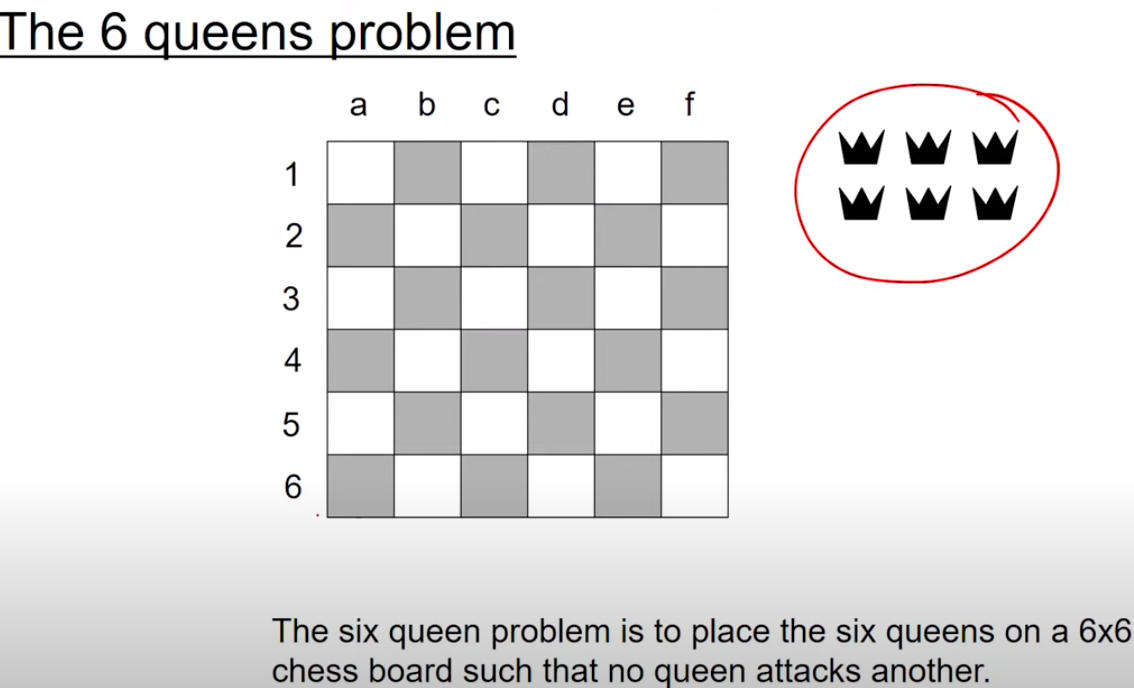 The 6 queens problem
a b c d e f
1
2
3
4
5
6
The six queen problem is to place the six queens on a 6x6
chess board such that no queen attacks another.